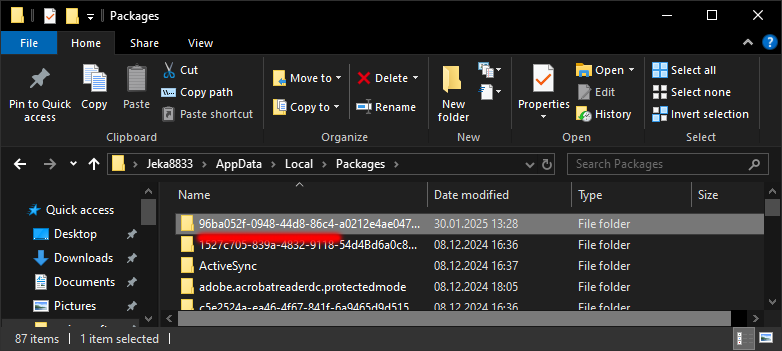 Packages
File
Home
Share
View
Pin to Quick access
Copy
Paste
Cut
Copy path
Paste shortcut
Clipboard
Move to
Copy to
Delete
Rename
Organize
New folder
New
Properties
Open
Edit
History
Open
Select all
Select none
Invert selection
Select
Jeka8833 > AppData > Local > Packages >
Search Packages
Quick access
Desktop
Downloads
Documents
Pictures
Name Date modified Type Size
96ba052f-0948-44d8-86c4-a0212e4ae047... 30.01.2025 13:28 File folder
1527c705-839a-4832-9118-54d4Bd6a0c8... 08.12.2024 16:36 File folder
ActiveSync 08.12.2024 16:37 File folder
adobe.acrobatreaderdc.protectedmode 08.12.2024 18:05 File folder
c5e2524a-ea46-4f67-841f-6a9465d9d515 08.12.2024 16:36 File folder
87 items 1 item selected